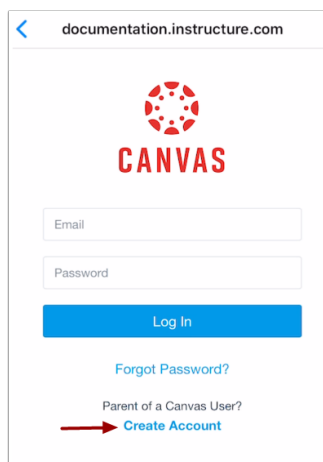 documentation.instructure.com
CANVAS
Email
Password
Log In
Forgot Password?
Parent of a Canvas User?
Create Account